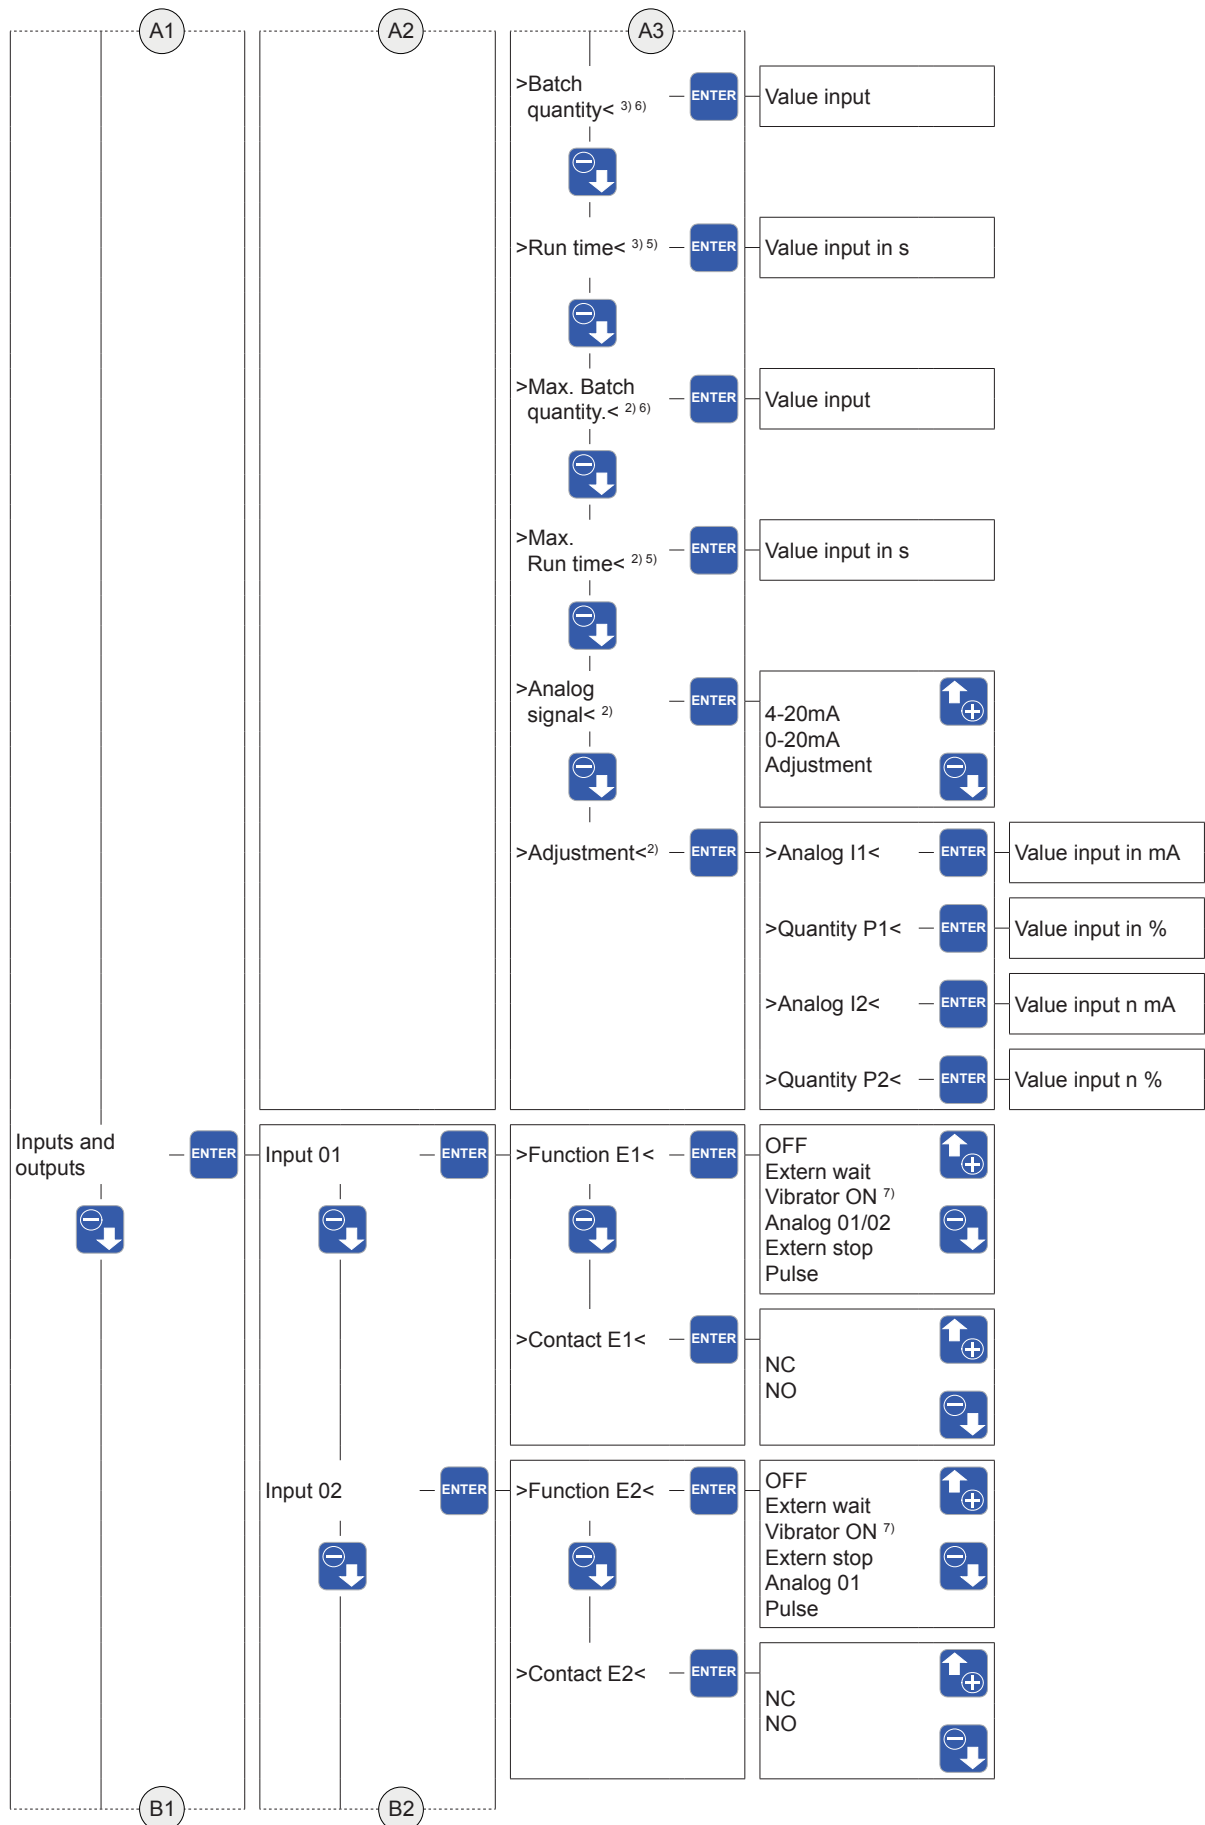 A1
A2
A3
>Batch
quantity< 3) 6)
ENTER
Value input
>Run time< 3) 5)
ENTER
Value input in s
>Max. Batch
quantity.< 2) 6)
ENTER
Value input
>Max.
Run time< 2) 5)
ENTER
Value input in s
>Analog
signal< 2)
ENTER
4-20mA
0-20mA
Adjustment
>Adjustment<2)
ENTER
>Analog I1<
ENTER
Value input in mA
>Quantity P1<
ENTER
Value input in %
>Analog I2<
ENTER
Value input n mA
>Quantity P2<
ENTER
Value input n %
Inputs and
outputs
ENTER
Input 01
ENTER
>Function E1<
ENTER
OFF
Extern wait
Vibrator ON 7)
Analog 01/02
Extern stop
Pulse
>Contact E1<
ENTER
NC
NO
Input 02
ENTER
>Function E2<
ENTER
OFF
Extern wait
Vibrator ON 7)
Extern stop
Analog 01
Pulse
>Contact E2<
ENTER
NC
NO
B1
B2